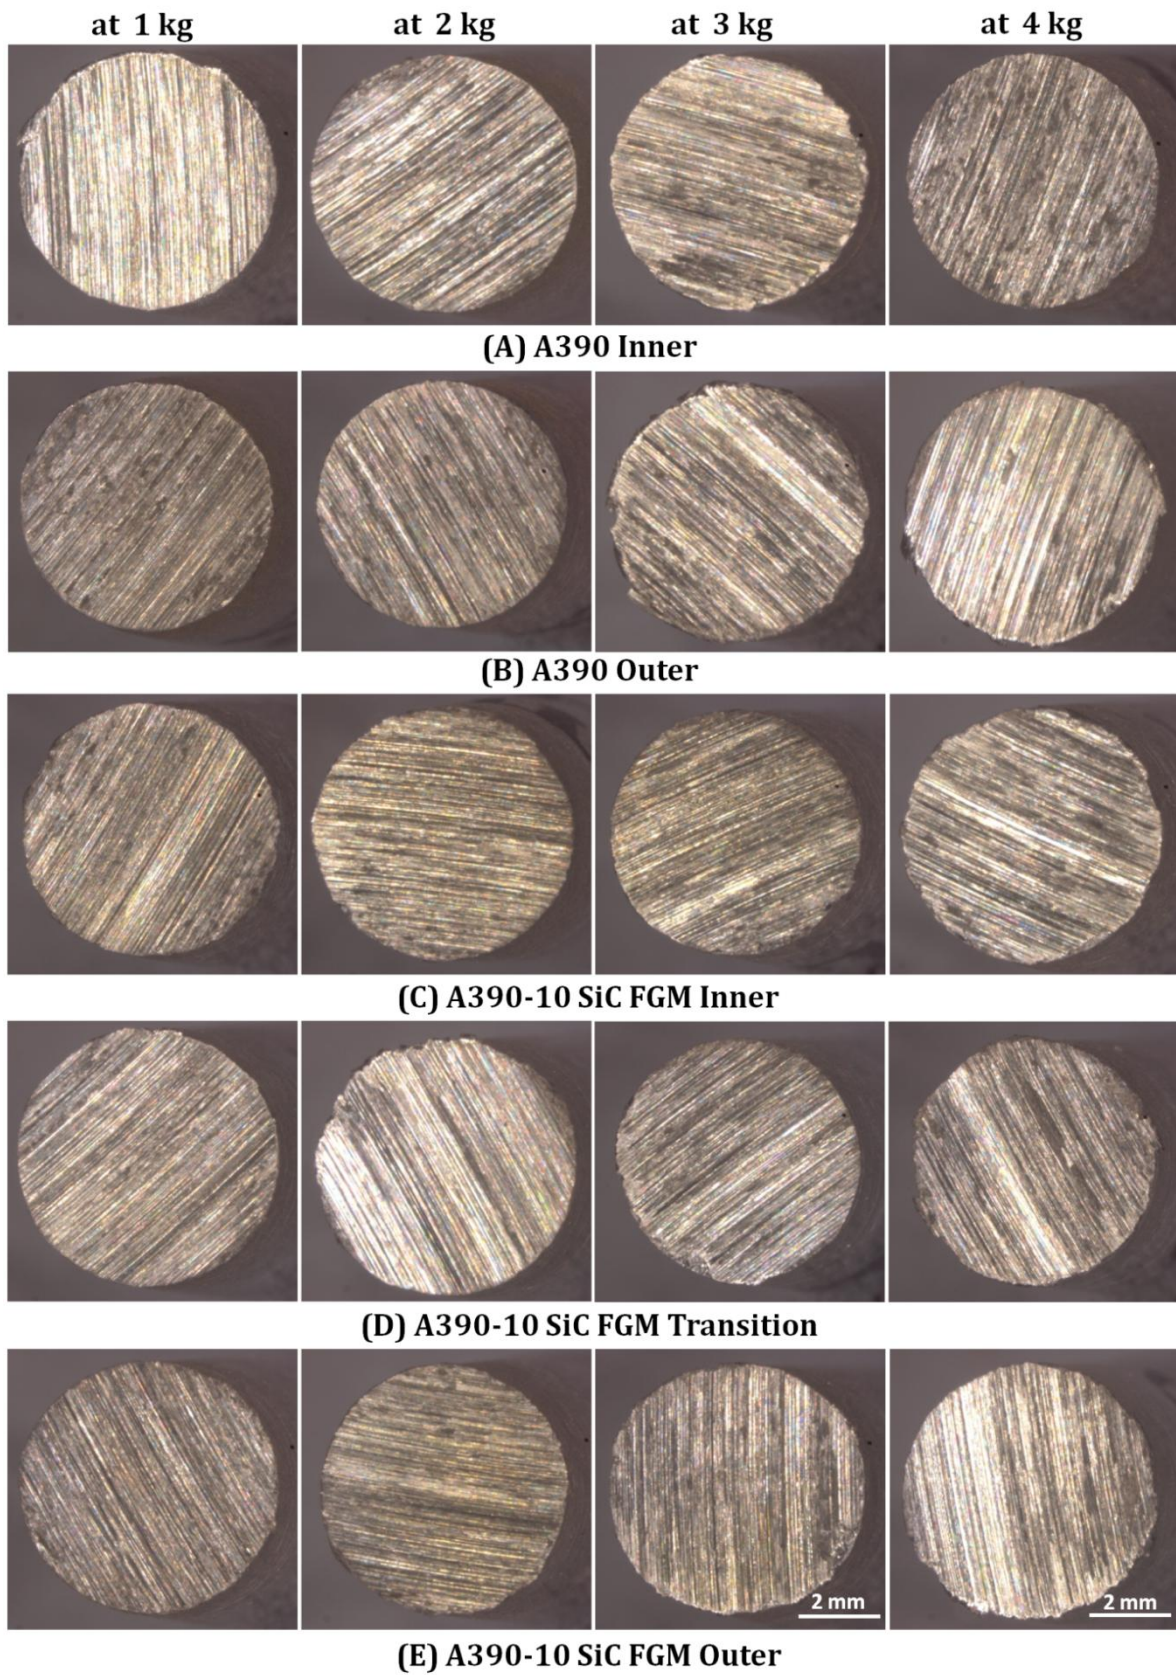 at 1 kg at 2 kg at 3 kg at 4 kg
(A) A390 Inner
(B) A390 Outer
(C) A390-10 SiC FGM Inner
(D) A390-10 SiC FGM Transition
2 mm 2 mm
(E) A390-10 SiC FGM Outer